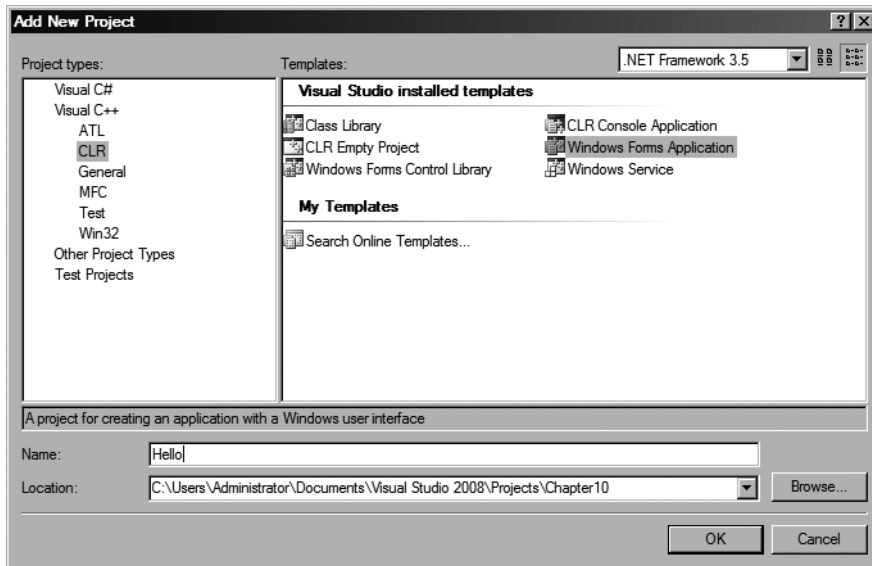 Add New Project
Project types:
Templates:
.NET Framework 3.5
Visual C#
Visual C++
ATL
CLR
General
MFC
Test
Win32
Other Project Types
Test Projects
Visual Studio installed templates
Class Library
CLR Console Application
CLR Empty Project
Windows Forms Application
Windows Forms Control Library
Windows Service
My Templates
Search Online Templates...
A project for creating an application with a Windows user interface
Name:
Hello
Location:
C:\Users\Administrator\Documents\Visual Studio 2008\Projects\Chapter10
Browse...
OK
Cancel